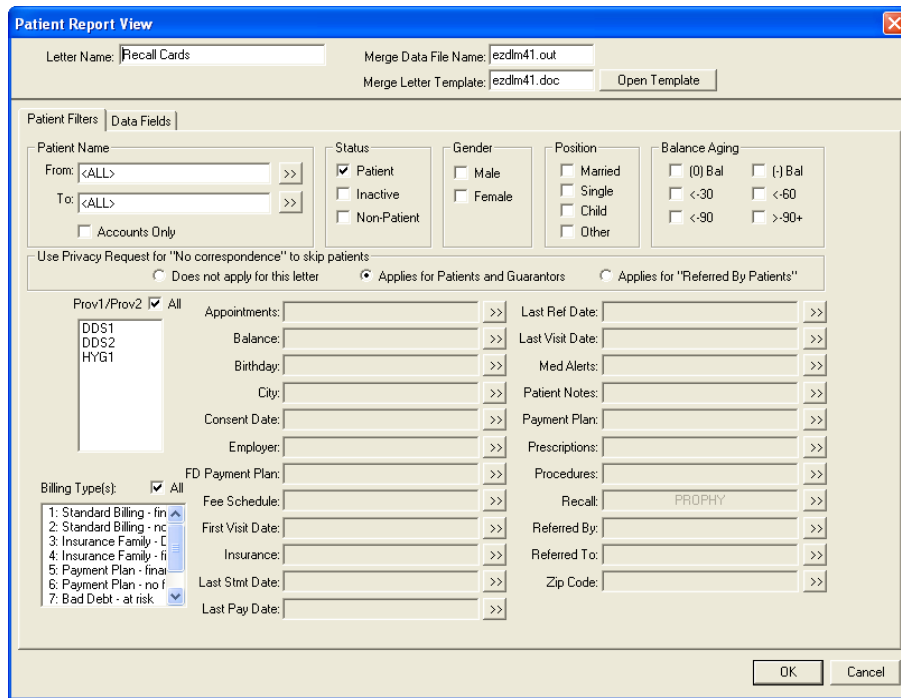 Patient Report View
Letter Name: Recall Cards
Merge Data File Name: ezdlm41.out
Merge Letter Template: ezdlm41.doc Open Template
Patient Filters Data Fields
Patient Name
From: <ALL> >>
To: <ALL> >>
Accounts Only
Status
Patient
Inactive
Non-Patient
Gender
Male
Female
Position
Married
Single
Child
Other
Balance Aging
(0) Bal (-) Bal
<-30 <-60
<-90 >-90+
Use Privacy Request for "No correspondence" to skip patients
Does not apply for this letter Applies for Patients and Guarantors Applies for "Referred By Patients"
Prov1/Prov2 All
DDS1
DDS2
HYG1
Billing Type(s): All
1: Standard Billing - fin
2: Standard Billing - no
3: Insurance Family - D
4: Insurance Family - fi
5: Payment Plan - finan
6: Payment Plan - no f
7: Bad Debt - at risk
Appointments: >>
Balance: >>
Birthday: >>
City: >>
Consent Date: >>
Employer: >>
FD Payment Plan: >>
Fee Schedule: >>
First Visit Date: >>
Insurance: >>
Last Stmt Date: >>
Last Pay Date: >>
Last Ref Date: >>
Last Visit Date: >>
Med Alerts: >>
Patient Notes: >>
Payment Plan: >>
Prescriptions: >>
Procedures: >>
Recall: PROPHY >>
Referred By: >>
Referred To: >>
Zip Code: >>
OK Cancel